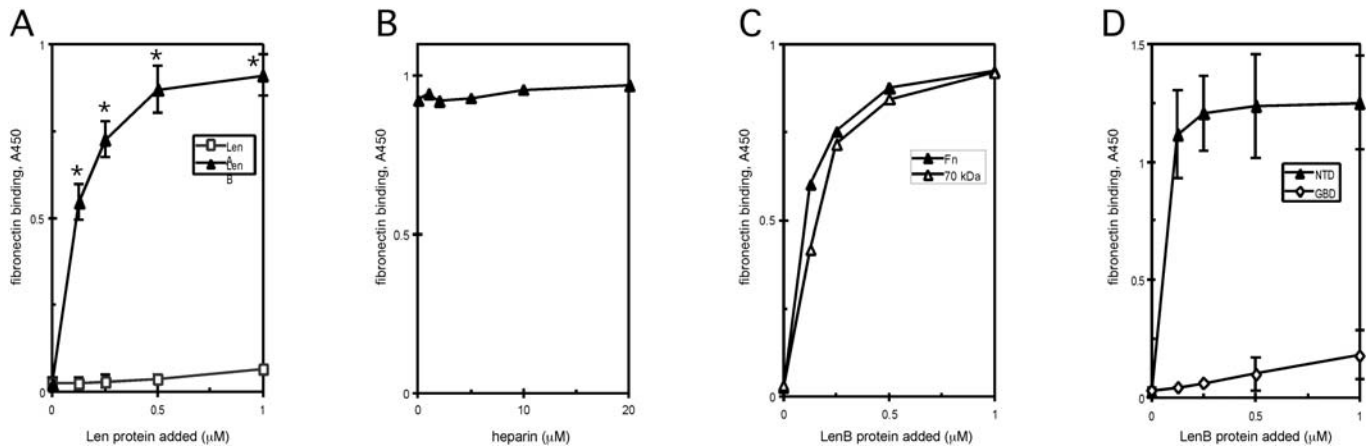 A
fibronectin binding, A450
1
0.5
0
0
0.5
1
Len protein added (μM)
*
*
*
*
Len
A
Len
B
B
fibronectin binding, A450
1
0.5
0
0
10
20
heparin (μM)
C
fibronectin binding, A450
1
0.5
0
0
0.5
1
LenB protein added (μM)
Fn
70 kDa
D
fibronectin binding, A450
1.5
1
0.5
0
0
0.5
1
LenB protein added (μM)
NTD
GBD